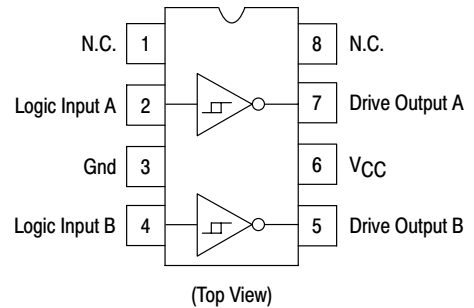 N.C. 1 8 N.C.
Logic Input A 2 7 Drive Output A
Gnd 3 6 VCC
Logic Input B 4 5 Drive Output B
(Top View)